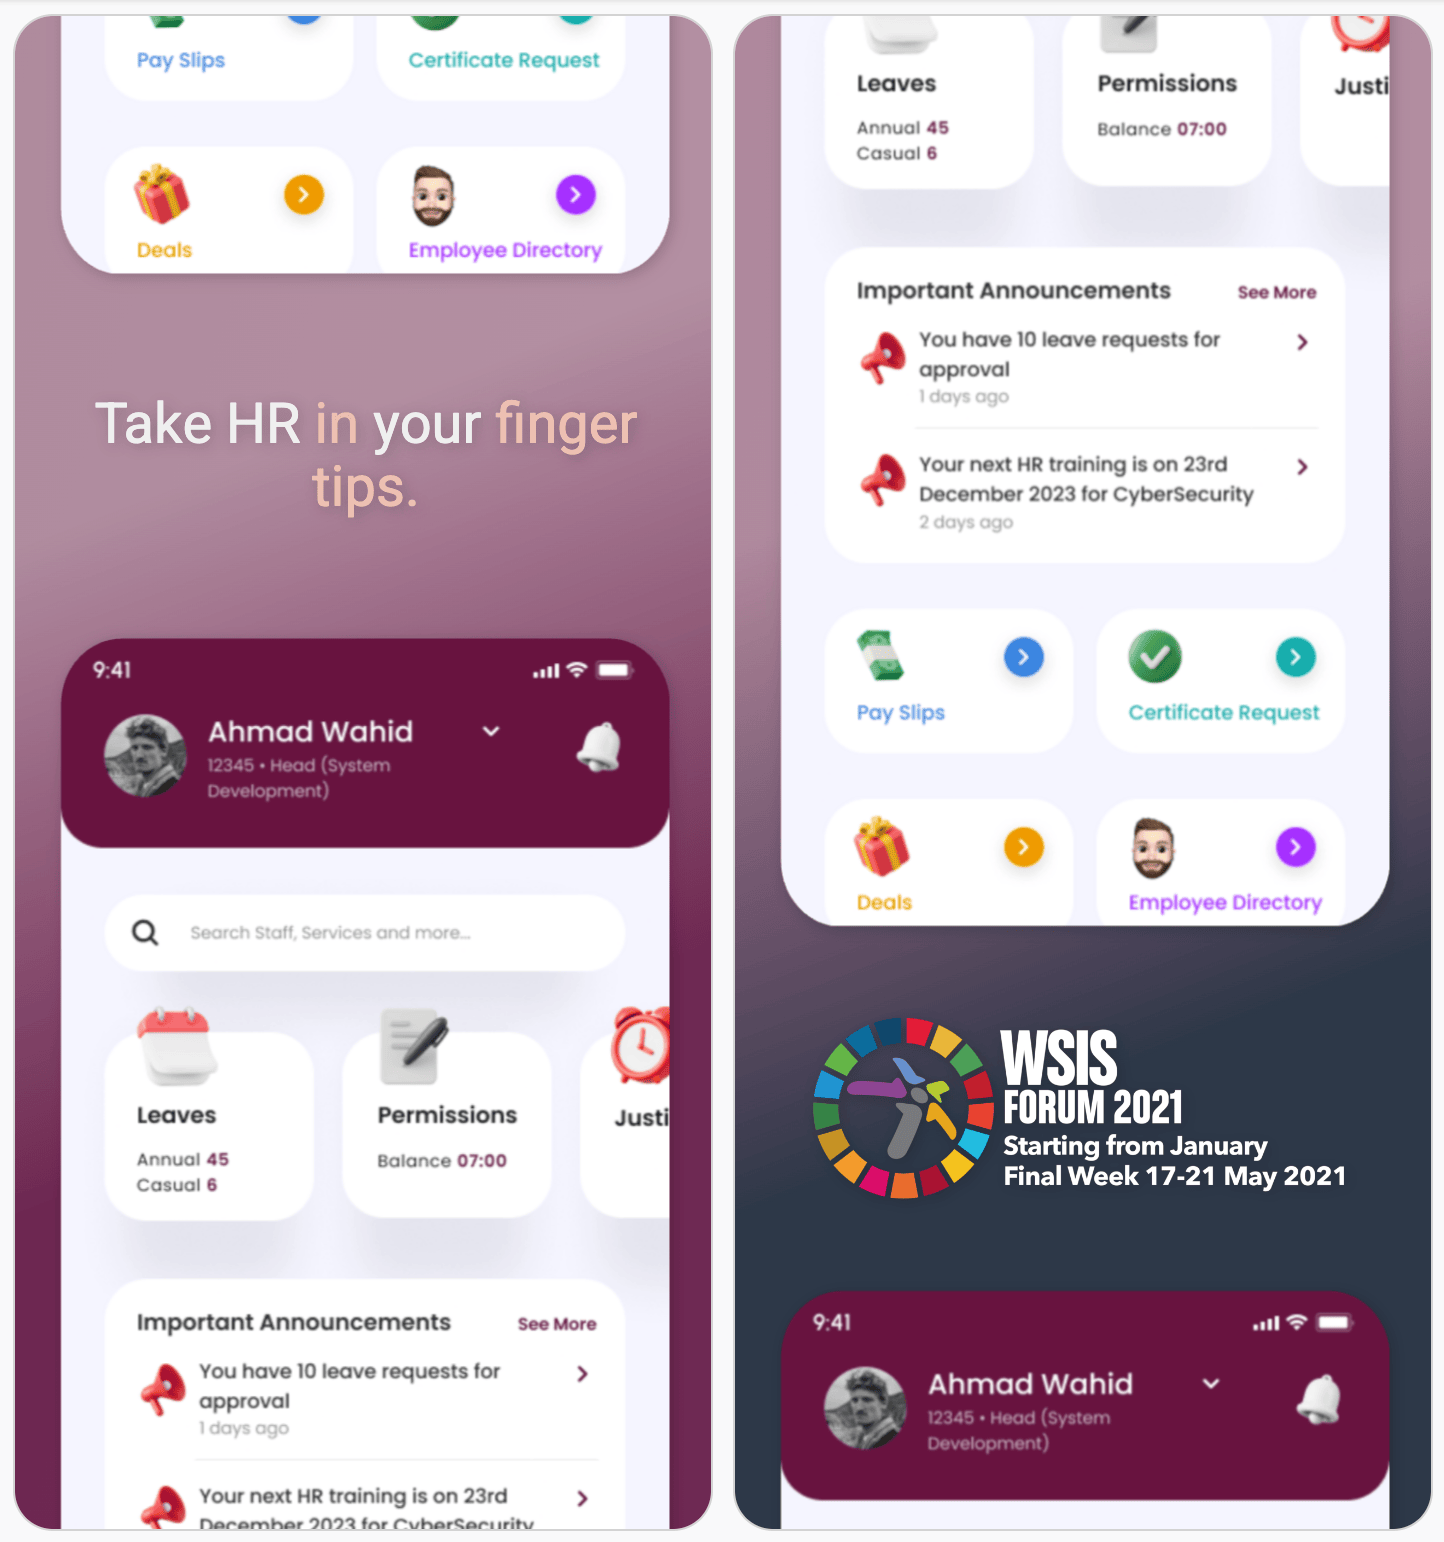 Pay Slips
Certificate Request
Deals
Employee Directory
Take HR in your finger
tips.
9:41
Ahmad Wahid
12345 • Head (System
Development)
Search Staff, Services and more...
Leaves
Annual 45
Casual 6
Permissions
Balance 07:00
Justi
Important Announcements
See More
You have 10 leave requests for
approval
1 days ago
Your next HR training is on 23rd
December 2023 for CyberSecurity
Leaves
Annual 45
Casual 6
Permissions
Balance 07:00
Justi
Important Announcements
See More
You have 10 leave requests for
approval
1 days ago
Your next HR training is on 23rd
December 2023 for CyberSecurity
2 days ago
Pay Slips
Certificate Request
Deals
Employee Directory
WSIS
FORUM 2021
Starting from January
Final Week 17-21 May 2021
9:41
Ahmad Wahid
12345 • Head (System
Development)